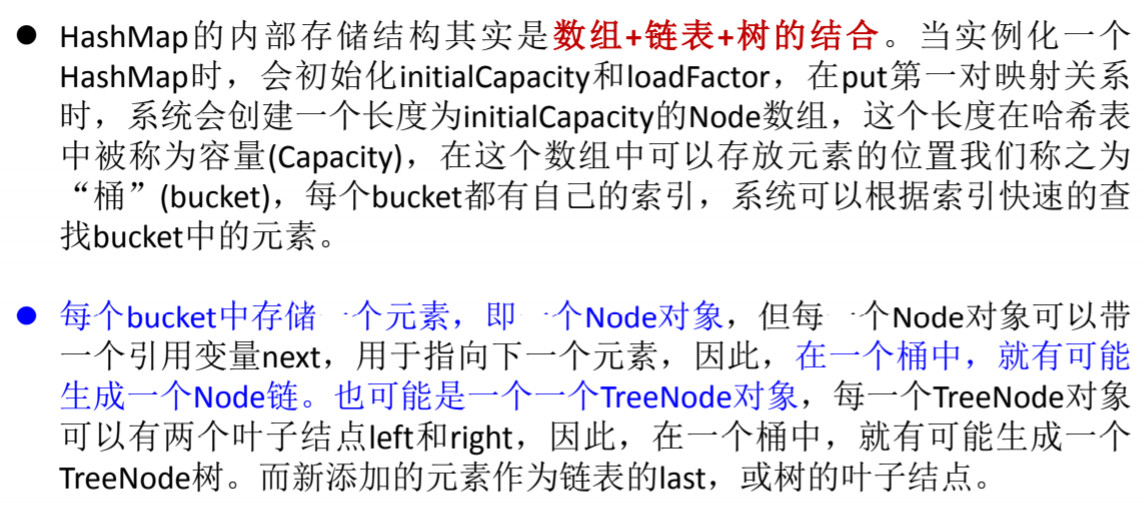 ● HashMap的内部存储结构其实是数组+链表+树的结合。当实例化一个
HashMap时，会初始化initialCapacity和loadFactor，在put第一对映射关系
时，系统会创建一个长度为initialCapacity的Node数组，这个长度在哈希表
中被称为容量(Capacity)，在这个数组中可以存放元素的位置我们称之为
“桶”(bucket)，每个bucket都有自己的索引，系统可以根据索引快速的查
找bucket中的元素。
● 每个bucket中存储一个元素，即一个Node对象，但每一个Node对象可以带
一个引用变量next，用于指向下一个元素，因此，在一个桶中，就有可能
生成一个Node链。也可能是一个一个TreeNode对象，每一个TreeNode对象
可以有两个叶子结点left和right，因此，在一个桶中，就有可能生成一个
TreeNode树。而新添加的元素作为链表的last，或树的叶子结点。